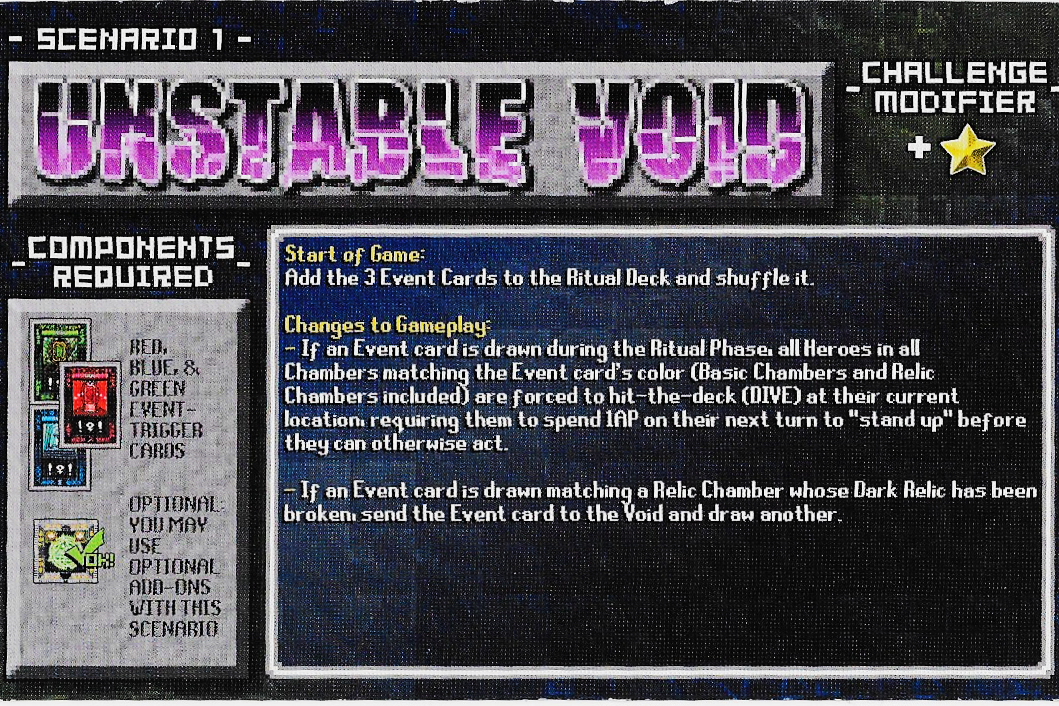 - SCENARIO 1 -
UNSTABLE VOID
- CHALLENGE MODIFIER -
+
- COMPONENTS REQUIRED -
RED,
BLUE, &
GREEN
EVENT-
TRIGGER
CARDS
OPTIONAL:
YOU MAY
USE
OPTIONAL
ADD-ONS
WITH THIS
SCENARIO
OK!
Start of Game:
Add the 3 Event Cards to the Ritual Deck and shuffle it.
Changes to Gameplay:
- If an Event card is drawn during the Ritual Phase, all Heroes in all
Chambers matching the Event card's color (Basic Chambers and Relic
Chambers included) are forced to hit-the-deck (DIVE) at their current
location, requiring them to spend 1AP on their next turn to "stand up" before
they can otherwise act.
- If an Event card is drawn matching a Relic Chamber whose Dark Relic has been
broken, send the Event card to the Void and draw another.